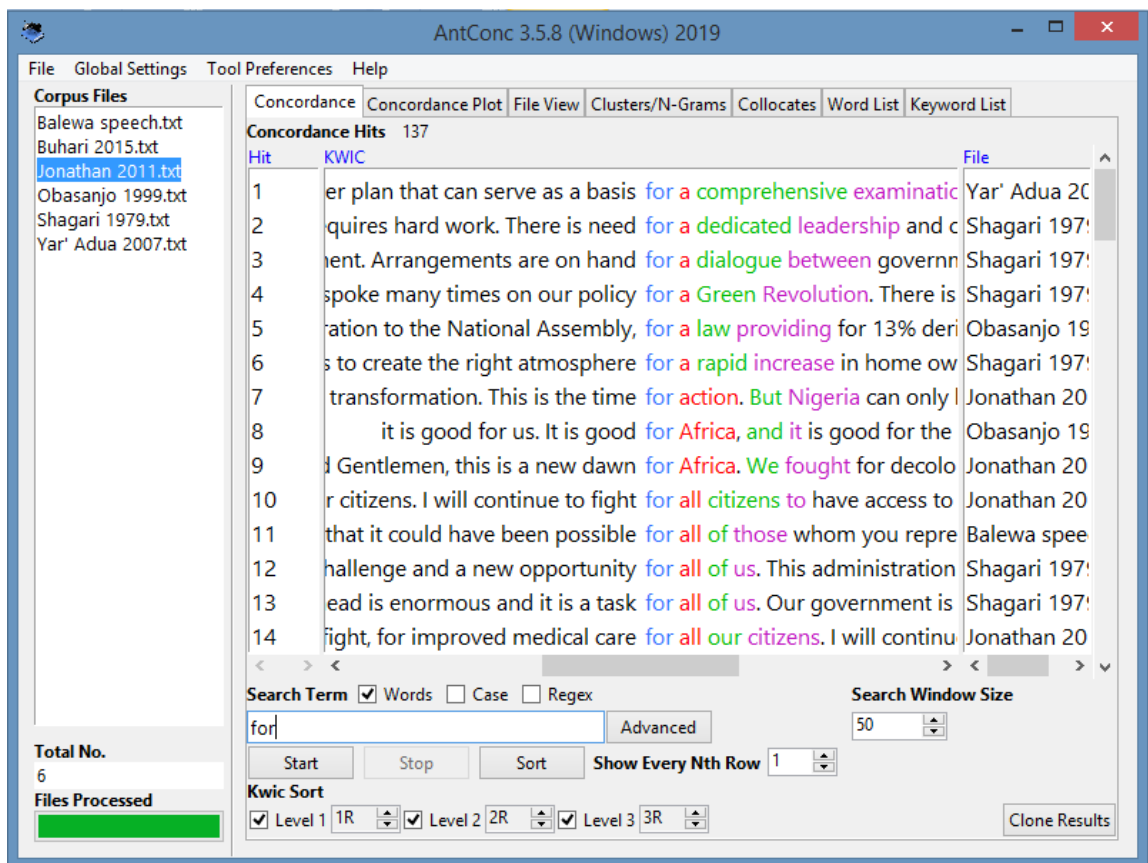 AntConc 3.5.8 (Windows) 2019
File Global Settings Tool Preferences Help
Corpus Files
Balewa speech.txt
Buhari 2015.txt
Jonathan 2011.txt
Obasanjo 1999.txt
Shagari 1979.txt
Yar' Adua 2007.txt
Total No.
6
Files Processed
Concordance Concordance Plot File View Clusters/N-Grams Collocates Word List Keyword List
Concordance Hits 137
Hit KWIC File
1 er plan that can serve as a basis for a comprehensive examinatic Yar' Adua 20
2 quires hard work. There is need for a dedicated leadership and c Shagari 197
3 nent. Arrangements are on hand for a dialogue between governn Shagari 197
4 spoke many times on our policy for a Green Revolution. There is Shagari 197
5 ration to the National Assembly, for a law providing for 13% deri Obasanjo 19
6 s to create the right atmosphere for a rapid increase in home ow Shagari 197
7 transformation. This is the time for action. But Nigeria can only Jonathan 20
8 it is good for us. It is good for Africa, and it is good for the Obasanjo 19
9 d Gentlemen, this is a new dawn for Africa. We fought for decolo Jonathan 20
10 r citizens. I will continue to fight for all citizens to have access to Jonathan 20
11 that it could have been possible for all of those whom you repre Balewa spee
12 hallenge and a new opportunity for all of us. This administration Shagari 197
13 ead is enormous and it is a task for all of us. Our government is Shagari 197
14 fight, for improved medical care for all our citizens. I will continu Jonathan 20
Search Term Words Case Regex Search Window Size
for Advanced 50
Start Stop Sort Show Every Nth Row 1
Kwic Sort
Level 1 1R Level 2 2R Level 3 3R Clone Results